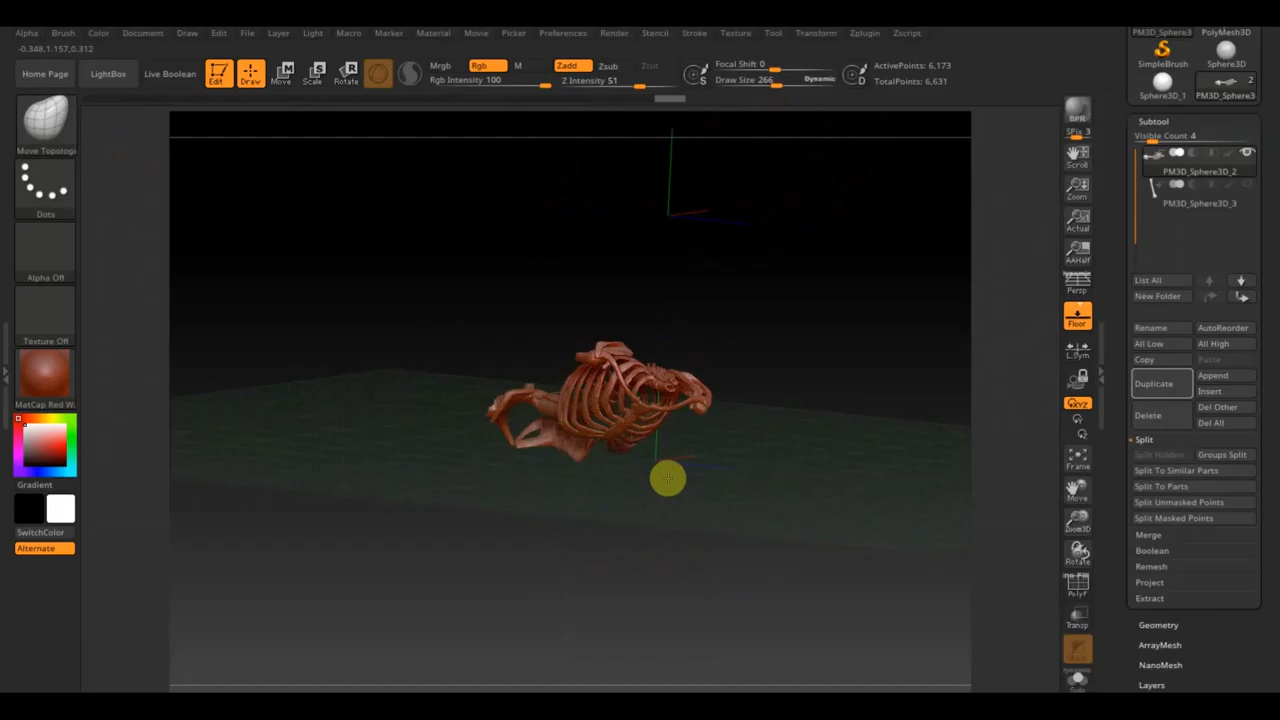 Alpha Brush Color Document Draw Edit File Layer Light Macro Marker Material Movie Picker Preferences Render Stencil Stroke Texture Tool Transform Zplugin Zscript
PM3D_Sphere3 PolyMesh3D
-0.348,1.157,0.312
Home Page LightBox Live Boolean Edit Draw Move Scale Rotate
Mrgb Rgb M Zadd Zsub Zcut
Rgb Intensity 100 Z Intensity 51
Focal Shift 0
Draw Size 266 Dynamic
ActivePoints: 6,173
TotalPoints: 6,631
SimpleBrush Sphere3D
2
Sphere3D_1 PM3D_Sphere3
Move Topologi
Dots
Alpha Off
Texture Off
MatCap Red Wa
Gradient
SwitchColor
Alternate
BPR
SPix 3
Scroll
Zoom
Actual
AAHalf
Dynamic
Persp
Floor
L.Sym
XYZ
Frame
Move
Zoom3D
Rotate
PolyF
Transp
Solo
Subtool
Visible Count 4
PM3D_Sphere3D_2
PM3D_Sphere3D_3
List All
New Folder
Rename AutoReorder
All Low All High
Copy Paste
Duplicate Append
Insert
Delete Del Other
Del All
Split
Split Hidden Groups Split
Split To Similar Parts
Split To Parts
Split Unmasked Points
Split Masked Points
Merge
Boolean
Remesh
Project
Extract
Geometry
ArrayMesh
NanoMesh
Layers